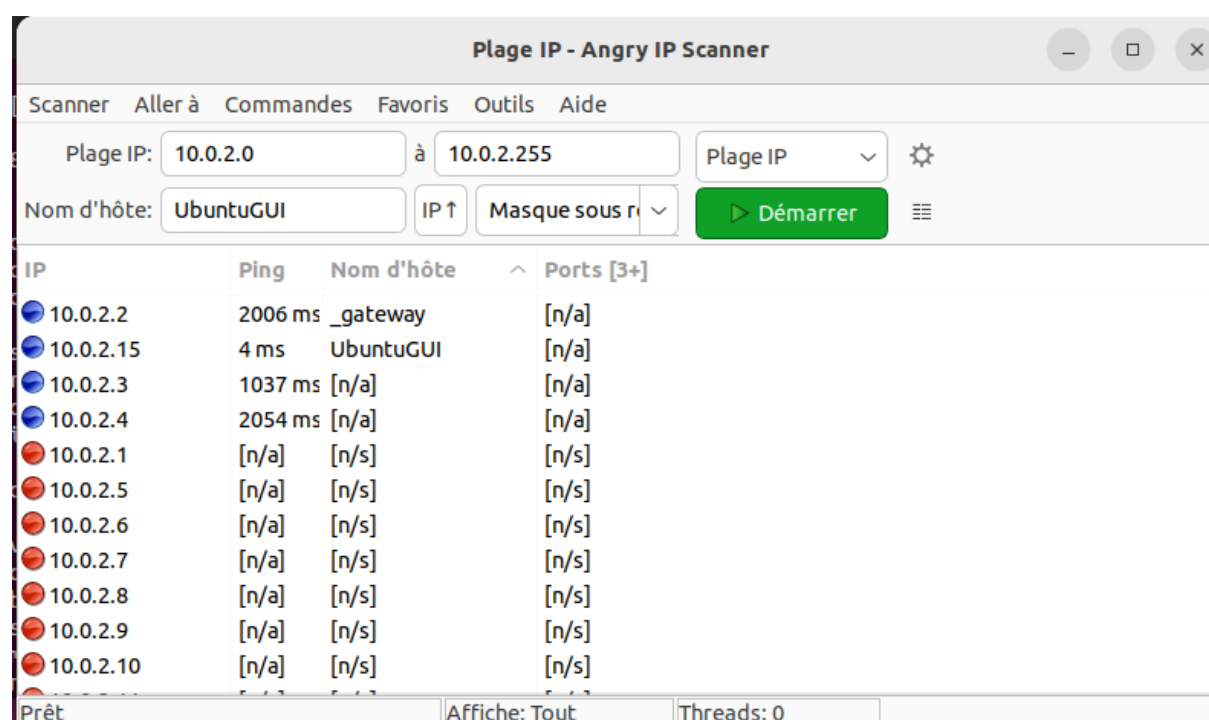 Plage IP - Angry IP Scanner
Scanner Aller à Commandes Favoris Outils Aide
Plage IP: 10.0.2.0 à 10.0.2.255 Plage IP
Nom d'hôte: UbuntuGUI IP↑ Masque sous r Démarrer
IP Ping Nom d'hôte Ports [3+]
10.0.2.2 2006 ms _gateway [n/a]
10.0.2.15 4 ms UbuntuGUI [n/a]
10.0.2.3 1037 ms [n/a] [n/a]
10.0.2.4 2054 ms [n/a] [n/a]
10.0.2.1 [n/a] [n/s] [n/s]
10.0.2.5 [n/a] [n/s] [n/s]
10.0.2.6 [n/a] [n/s] [n/s]
10.0.2.7 [n/a] [n/s] [n/s]
10.0.2.8 [n/a] [n/s] [n/s]
10.0.2.9 [n/a] [n/s] [n/s]
10.0.2.10 [n/a] [n/s] [n/s]
Prêt Affiche: Tout Threads: 0